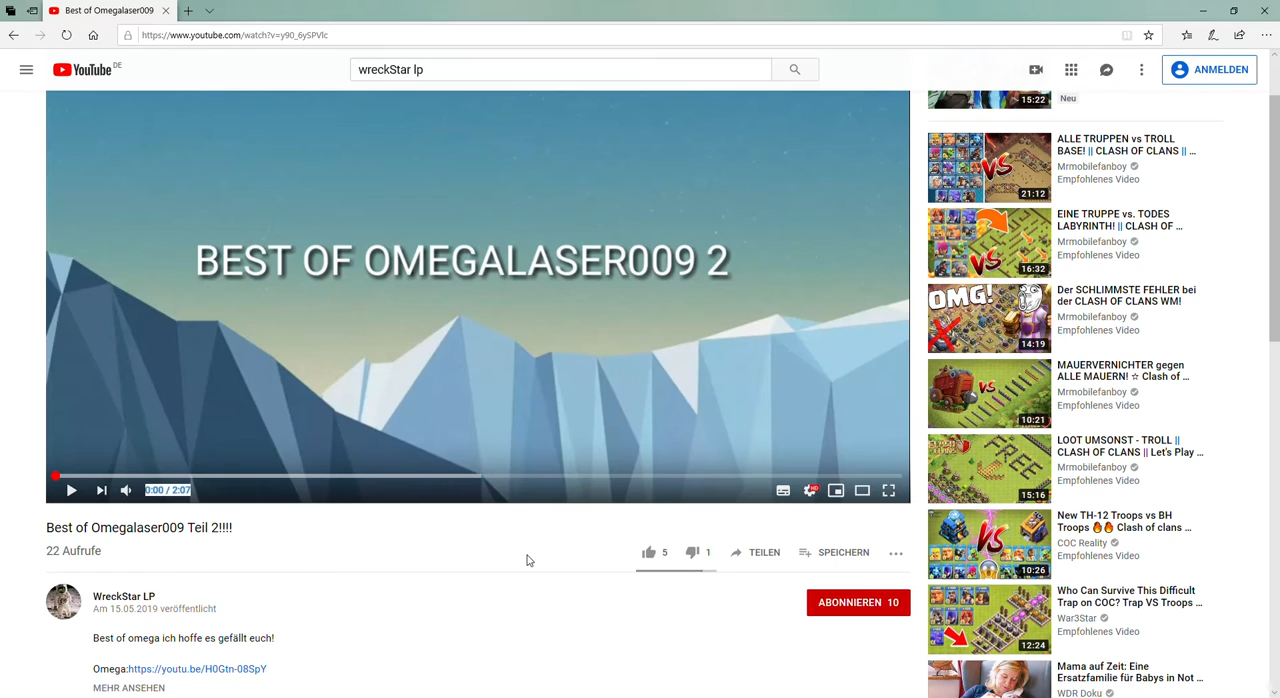 Best of Omegalaser009
https://www.youtube.com/watch?v=y90_6ySPVlc
YouTube DE
wreckStar lp
ANMELDEN
BEST OF OMEGALASER009 2
0:00 / 2:07
HD
Best of Omegalaser009 Teil 2!!!!
22 Aufrufe
5
1
TEILEN
SPEICHERN
WreckStar LP
Am 15.05.2019 veröffentlicht
ABONNIEREN 10
Best of omega ich hoffe es gefällt euch!
Omega:https://youtu.be/H0Gtn-08SpY
MEHR ANSEHEN
15:22
Neu
VS
21:12
ALLE TRUPPEN vs TROLL
BASE! || CLASH OF CLANS || ...
Mrmobilefanboy
Empfohlenes Video
VS
16:32
EINE TRUPPE vs. TODES
LABYRINTH! || CLASH OF ...
Mrmobilefanboy
Empfohlenes Video
OMG!
14:19
Der SCHLIMMSTE FEHLER bei
der CLASH OF CLANS WM!
Mrmobilefanboy
Empfohlenes Video
VS
10:21
MAUERVERNICHTER gegen
ALLE MAUERN! ☆ Clash of ...
Mrmobilefanboy
Empfohlenes Video
FREE
15:16
LOOT UMSONST - TROLL ||
CLASH OF CLANS || Let's Play ...
Mrmobilefanboy
Empfohlenes Video
VS
10:26
New TH-12 Troops vs BH
Troops 🔥🔥 Clash of clans ...
COC Reality
Empfohlenes Video
12:24
Who Can Survive This Difficult
Trap on COC? Trap VS Troops ...
War3Star
Empfohlenes Video
Mama auf Zeit: Eine
Ersatzfamilie für Babys in Not ...
WDR Doku